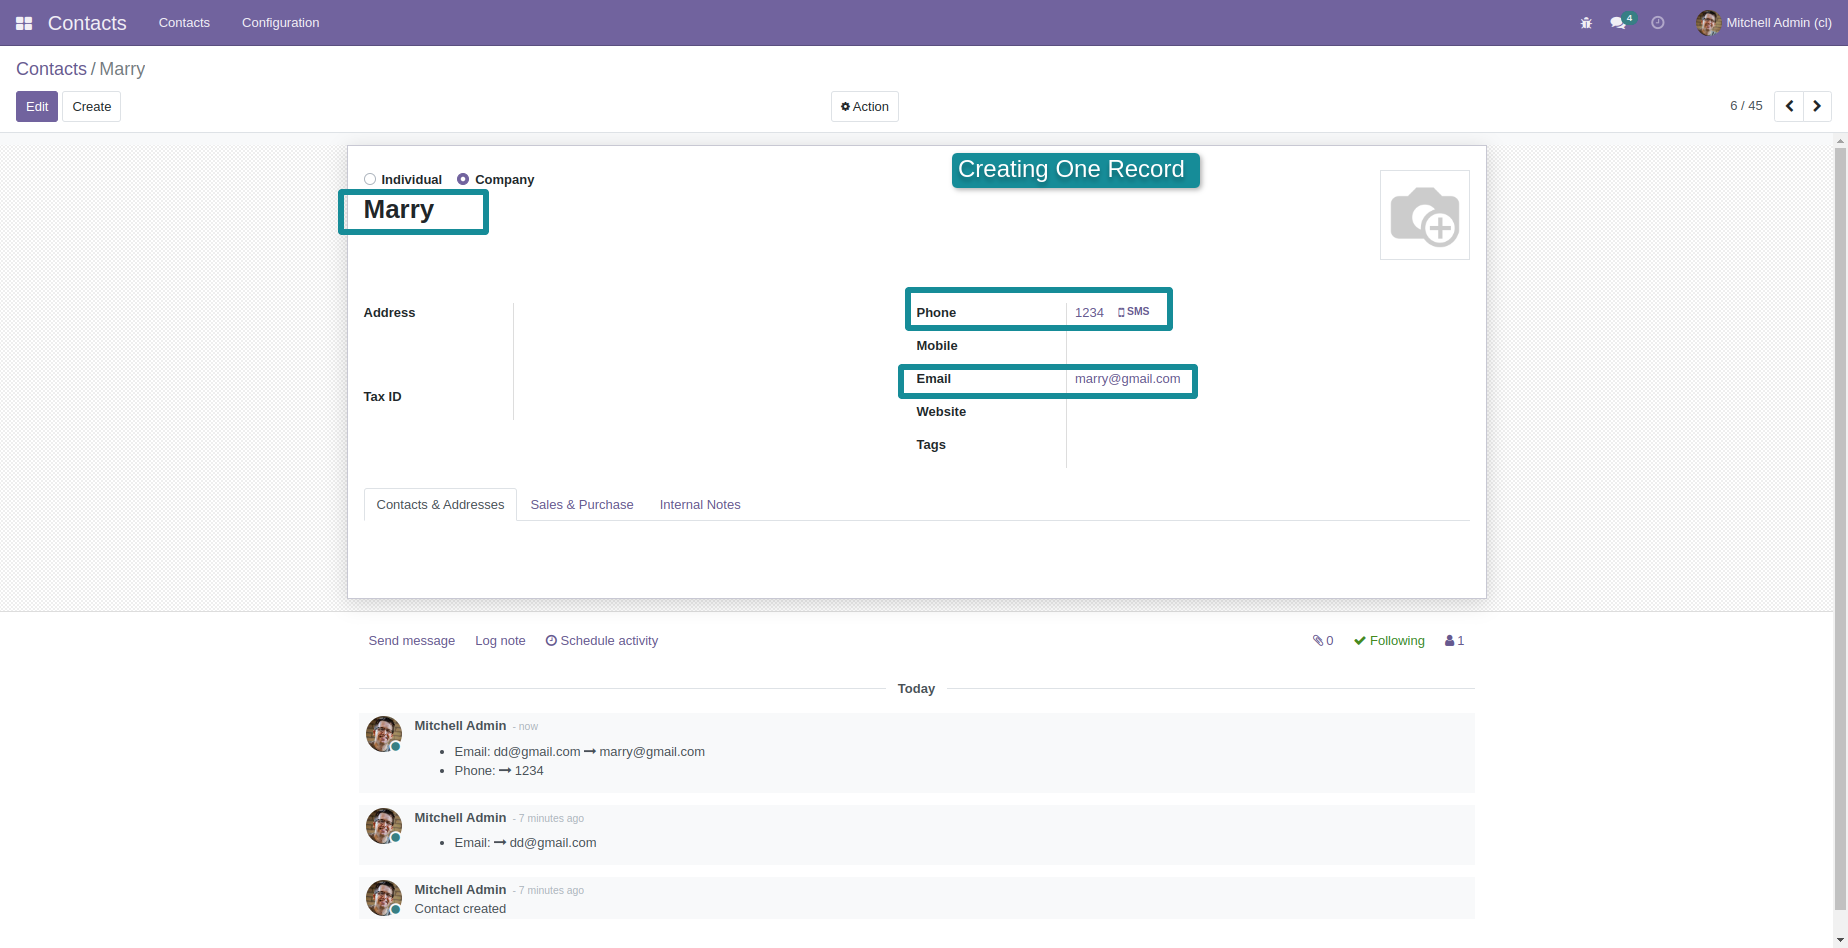 Contacts Contacts Configuration 4 Mitchell Admin (cl)
Contacts / Marry
Edit Create Action 6 / 45
Creating One Record
Individual Company
Marry
Address
Tax ID
Phone 1234 SMS
Mobile
Email marry@gmail.com
Website
Tags
Contacts & Addresses Sales & Purchase Internal Notes
Send message Log note Schedule activity 0 Following 1
Today
Mitchell Admin - now
• Email: dd@gmail.com → marry@gmail.com
• Phone: → 1234
Mitchell Admin - 7 minutes ago
• Email: → dd@gmail.com
Mitchell Admin - 7 minutes ago
Contact created